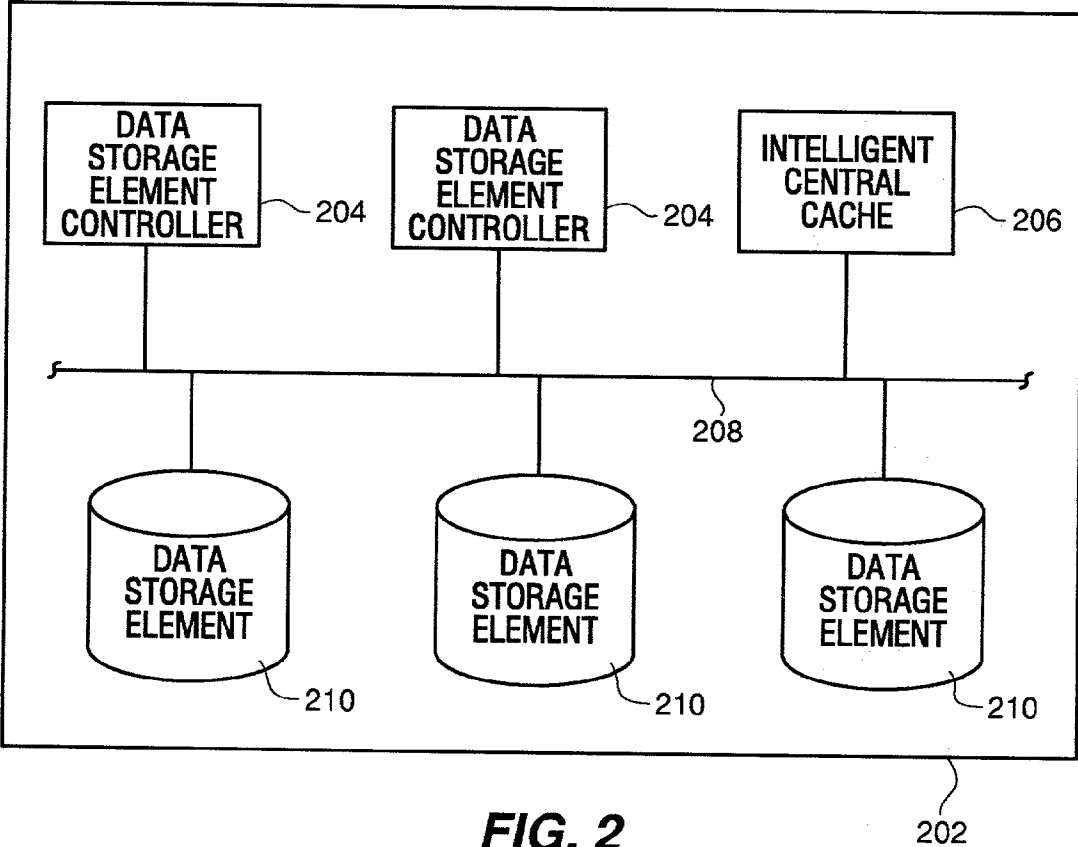 DATA
STORAGE
ELEMENT
CONTROLLER
204
DATA
STORAGE
ELEMENT
CONTROLLER
204
INTELLIGENT
CENTRAL
CACHE
206
208
DATA
STORAGE
ELEMENT
210
DATA
STORAGE
ELEMENT
210
DATA
STORAGE
ELEMENT
210
202
FIG. 2